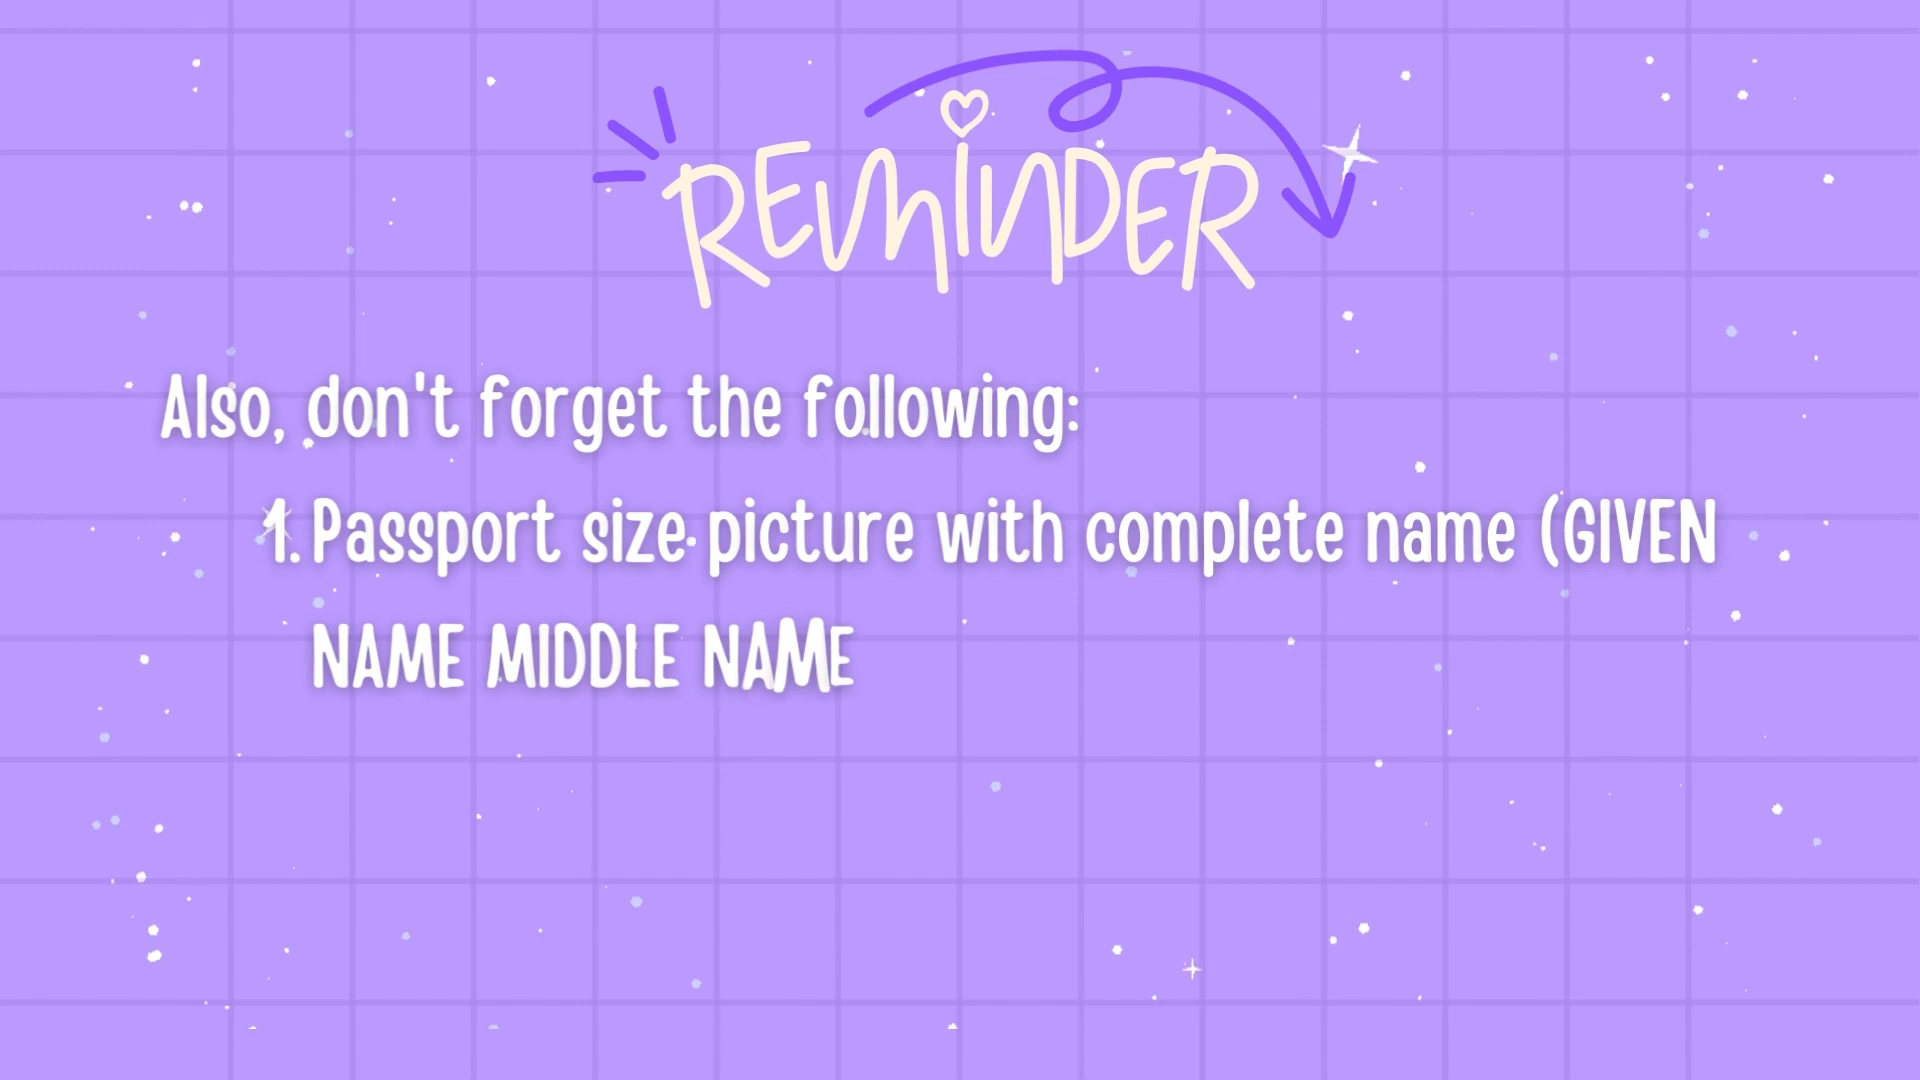 REMINDER
Also, don't forget the following:
1. Passport size picture with complete name (GIVEN
NAME MIDDLE NAME